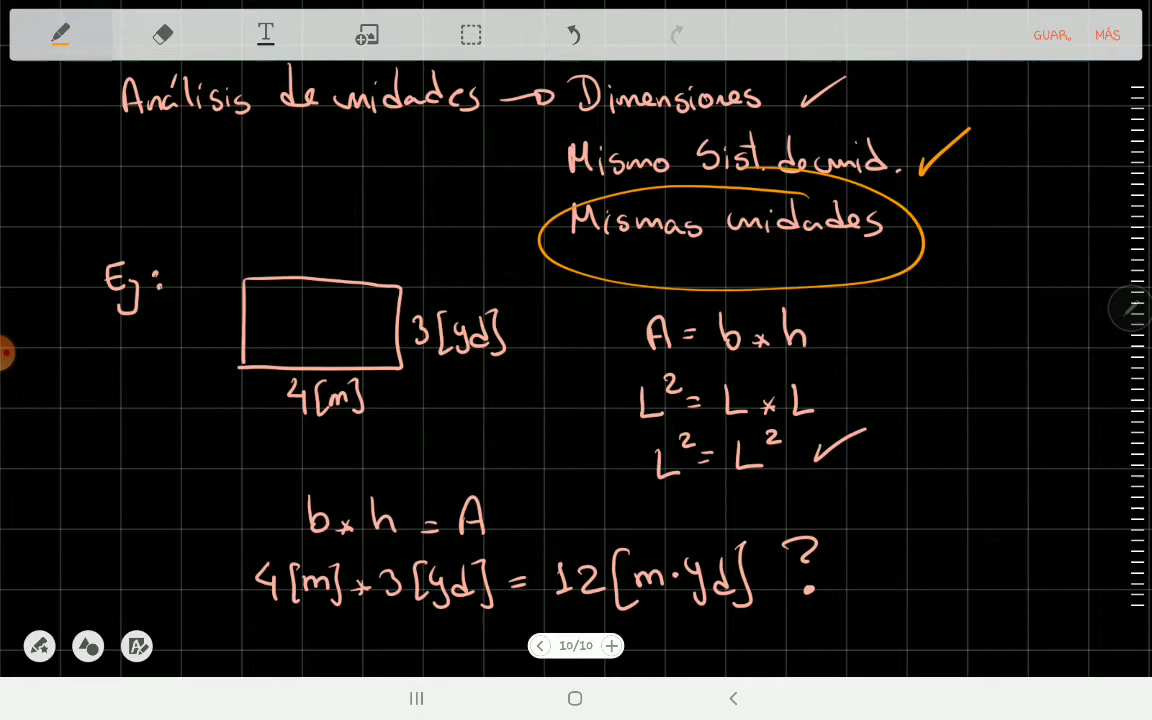 T
GUAR.
MÁS
Análisis de unidades → Dimensiones ✓
Mismo Sist. de unid. ✓
Mismas unidades
Ej:
3[yd]
4[m]
A = b * h
L² = L * L
L² = L² ✓
b * h = A
4[m] * 3[yd] = 12[m·yd] ?
10/10